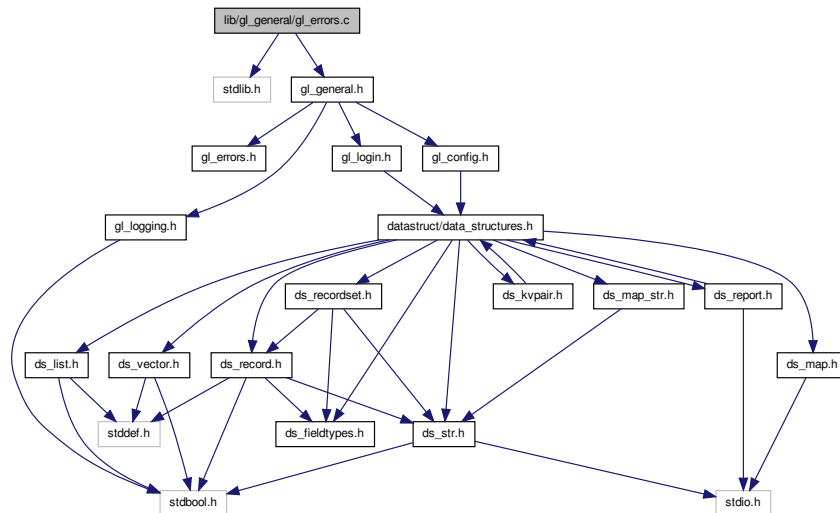 lib/gl_general/gl_errors.c
stdlib.h
gl_general.h
gl_errors.h
gl_login.h
gl_config.h
gl_logging.h
datastruct/data_structures.h
ds_recordset.h
ds_kvpair.h
ds_map_str.h
ds_report.h
ds_list.h
ds_vector.h
ds_record.h
ds_map.h
stddef.h
ds_fieldtypes.h
ds_str.h
stdbool.h
stdio.h